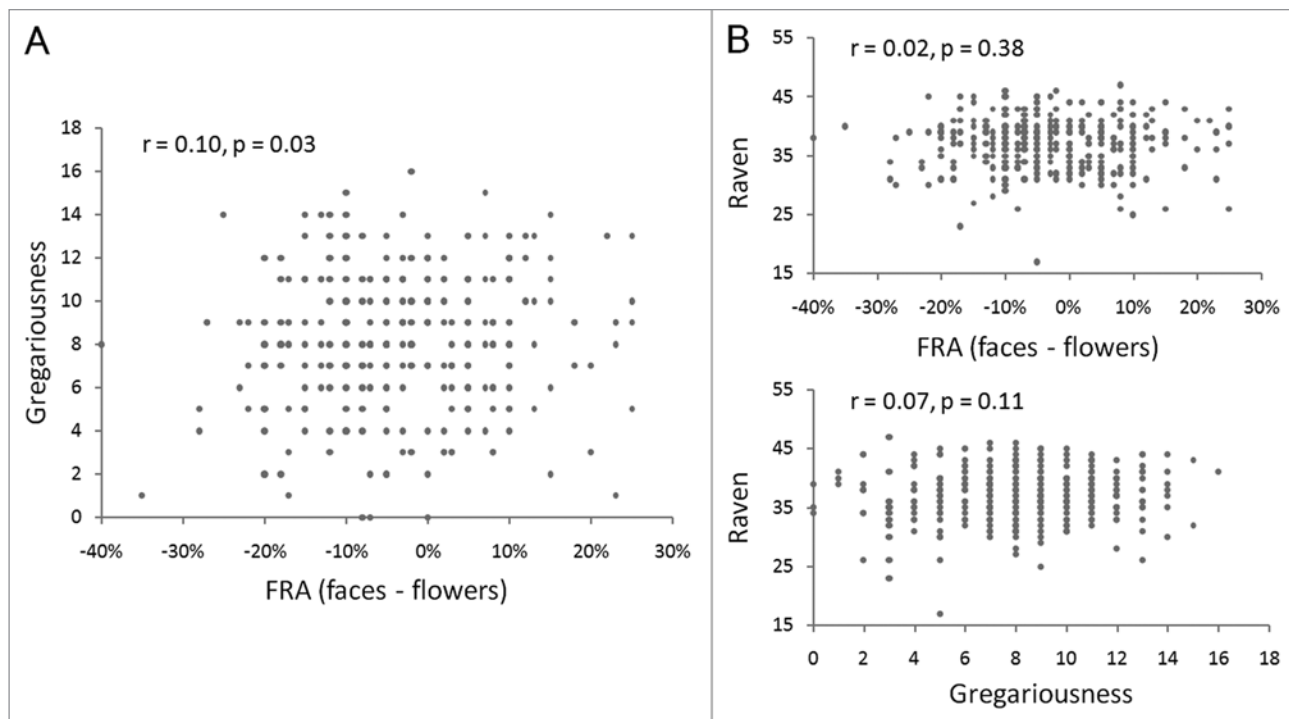 A
r = 0.10, p = 0.03
Gregariousness
18
16
14
12
10
8
6
4
2
0
-40% -30% -20% -10% 0% 10% 20% 30%
FRA (faces - flowers)
B
r = 0.02, p = 0.38
Raven
55
45
35
25
15
-40% -30% -20% -10% 0% 10% 20% 30%
FRA (faces - flowers)
r = 0.07, p = 0.11
Raven
55
45
35
25
15
0 2 4 6 8 10 12 14 16 18
Gregariousness